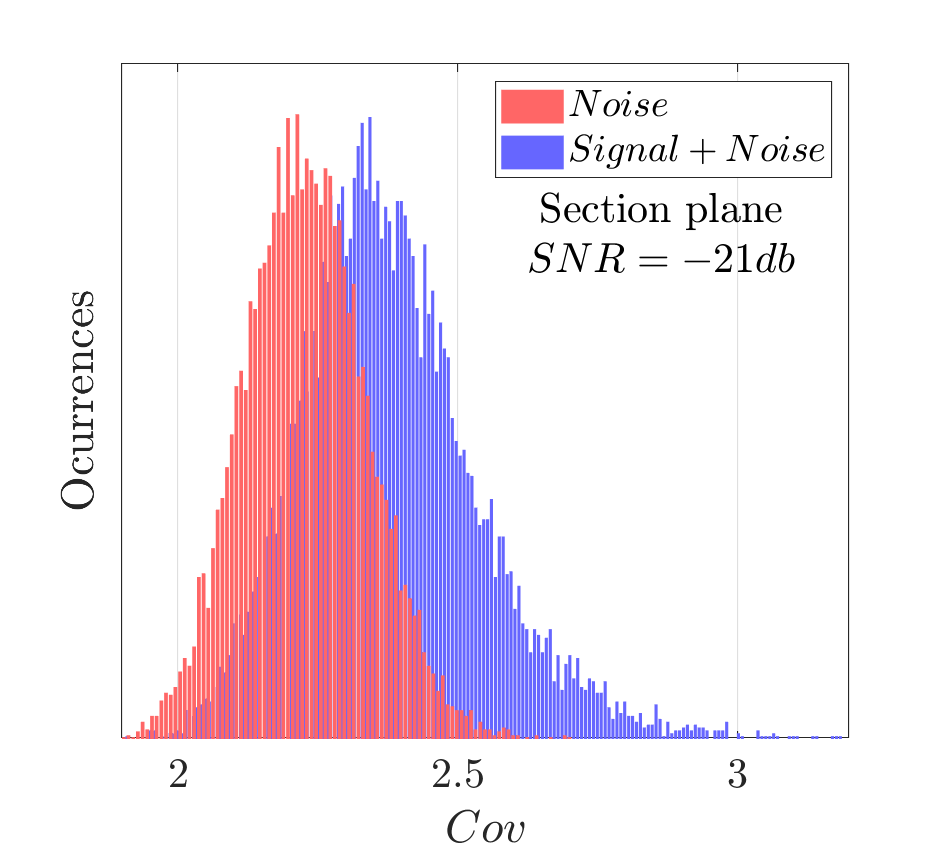 Noise
Signal + Noise
Section plane
SNR = −21db
Ocurrences
2
2.5
3
Cov